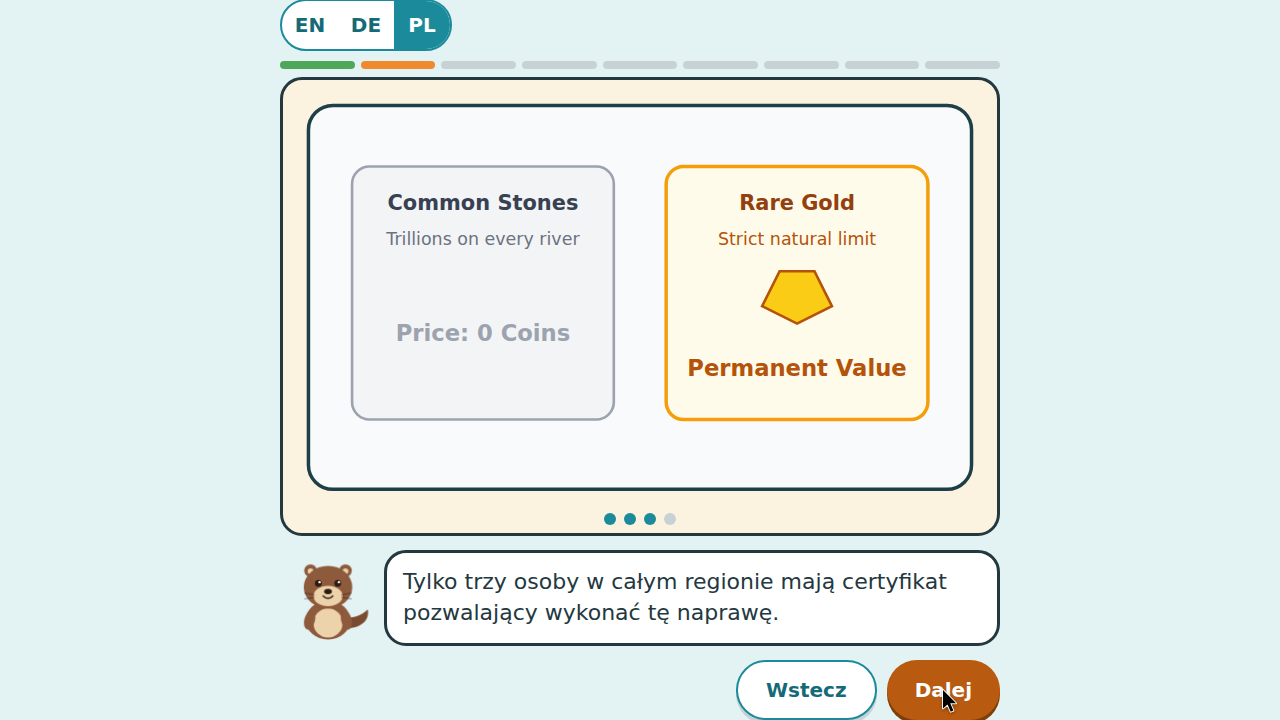 EN DE PL
Common Stones
Trillions on every river
Price: 0 Coins
Rare Gold
Strict natural limit
Permanent Value
Tylko trzy osoby w całym regionie mają certyfikat
pozwalający wykonać tę naprawę.
Wstecz Dalej